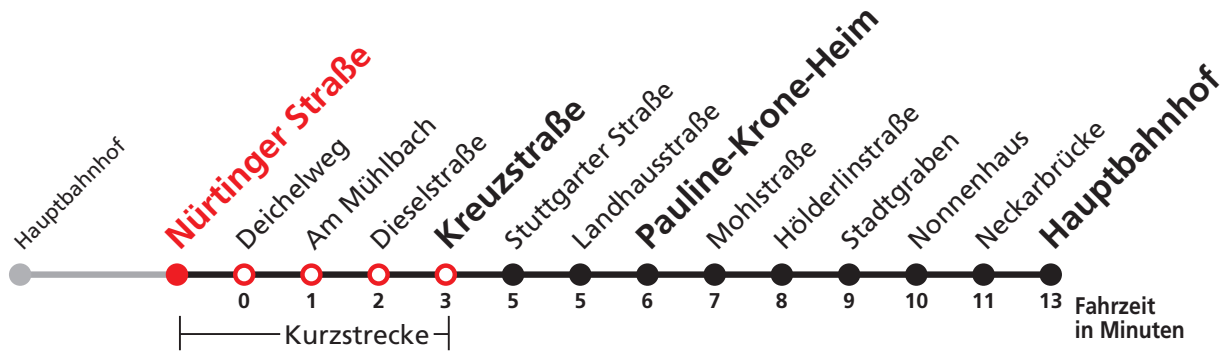 Hauptbahnhof
Nürtinger Straße
Deichelweg
Am Mühlbach
Dieselstraße
Kreuzstraße
Stuttgarter Straße
Landhausstraße
Pauline-Krone-Heim
Mohlstraße
Hölderlinstraße
Stadtgraben
Nonnenhaus
Neckarbrücke
Hauptbahnhof
0 1 2 3 5 5 6 7 8 9 10 11 13
Fahrzeit
in Minuten
Kurzstrecke